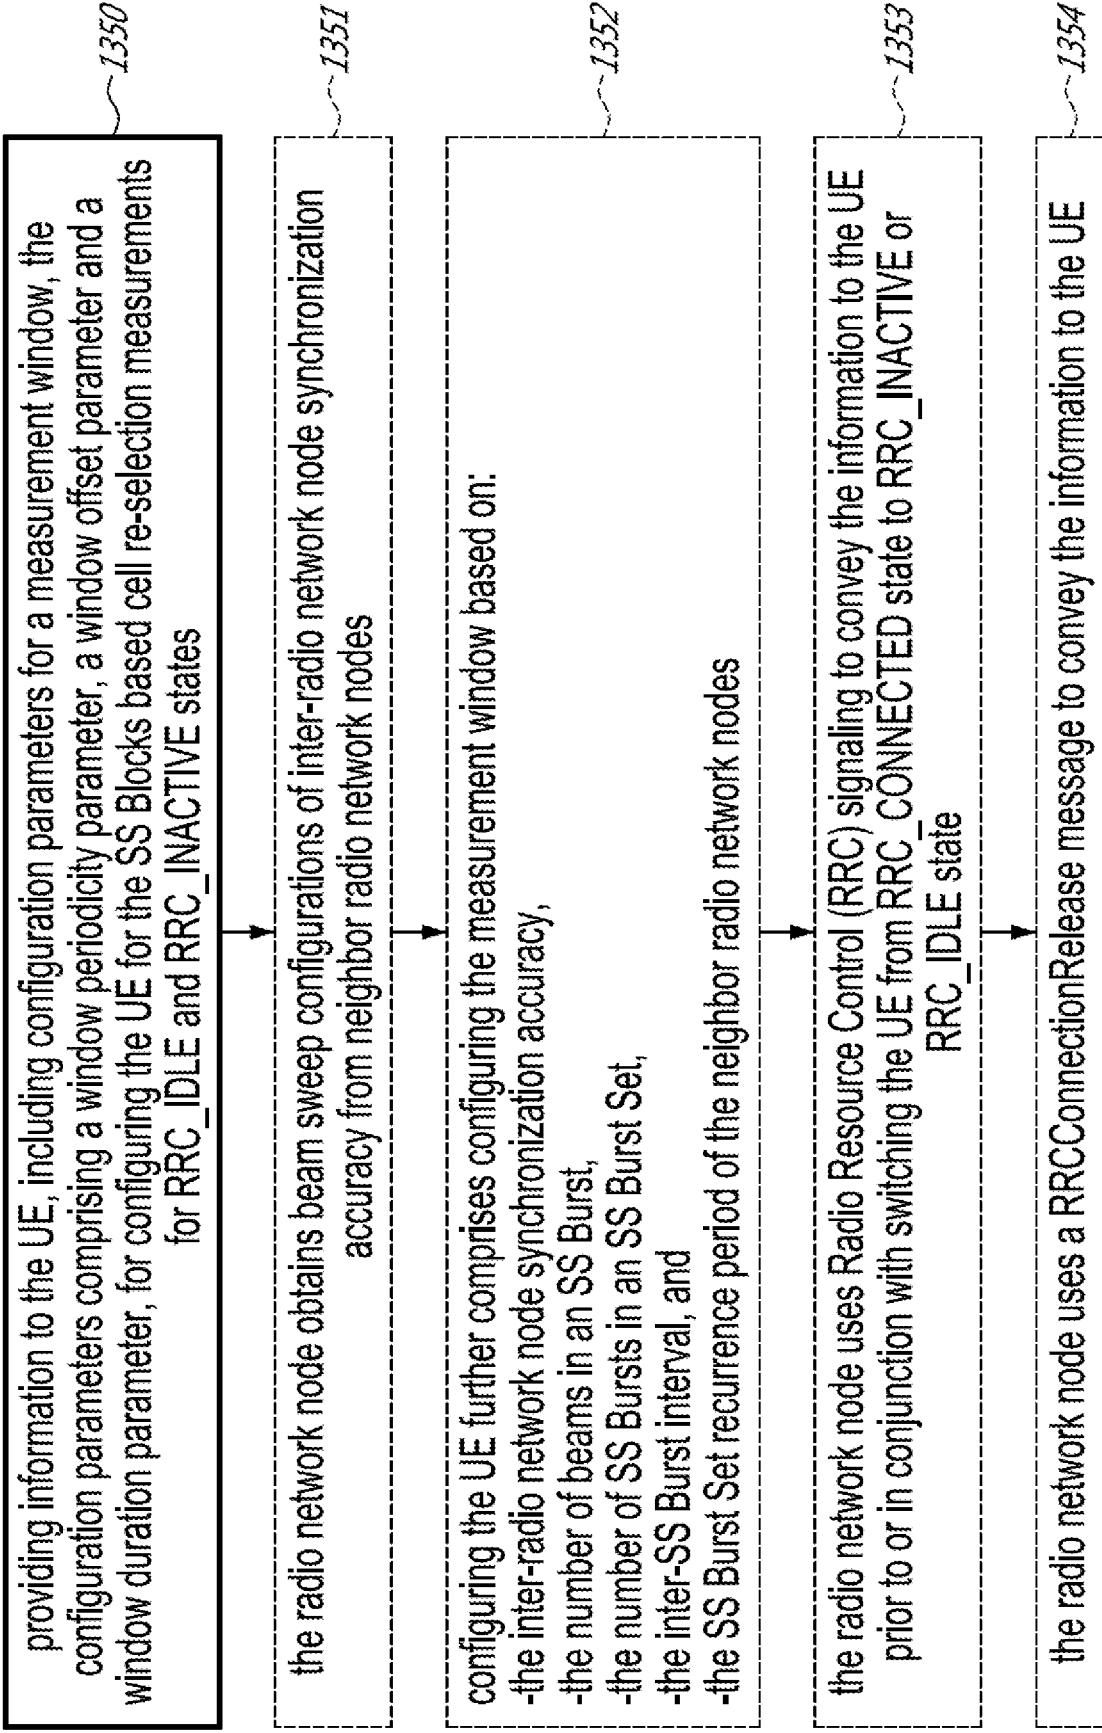 providing information to the UE, including configuration parameters for a measurement window, the
configuration parameters comprising a window periodicity parameter, a window offset parameter and a
window duration parameter, for configuring the UE for the SS Blocks based cell re-selection measurements
for RRC_IDLE and RRC_INACTIVE states
1350
the radio network node obtains beam sweep configurations of inter-radio network node synchronization
accuracy from neighbor radio network nodes
1351
configuring the UE further comprises configuring the measurement window based on:
-the inter-radio network node synchronization accuracy,
-the number of beams in an SS Burst,
-the number of SS Bursts in an SS Burst Set,
-the inter-SS Burst interval, and
-the SS Burst Set recurrence period of the neighbor radio network nodes
1352
the radio network node uses Radio Resource Control (RRC) signaling to convey the information to the UE
prior to or in conjunction with switching the UE from RRC_CONNECTED state to RRC_INACTIVE or
RRC_IDLE state
1353
the radio network node uses a RRCConnectionRelease message to convey the information to the UE
1354